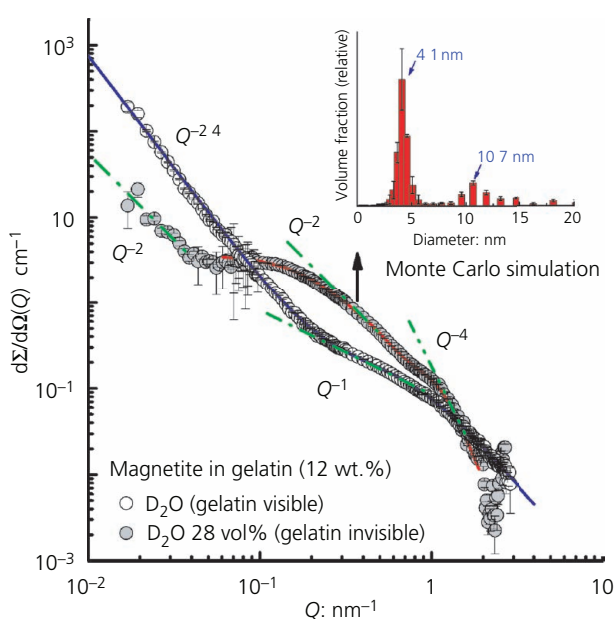 10³
10
10⁻¹
10⁻³
dΣ/dΩ(Q) cm⁻¹
10⁻²
10⁻¹
1
10
Q: nm⁻¹
Q⁻² ⁴
Q⁻²
Q⁻²
Q⁻¹
Q⁻⁴
Volume fraction (relative)
4 1 nm
10 7 nm
0
5
10
15
20
Diameter: nm
Monte Carlo simulation
Magnetite in gelatin (12 wt.%)
D₂O (gelatin visible)
D₂O 28 vol% (gelatin invisible)